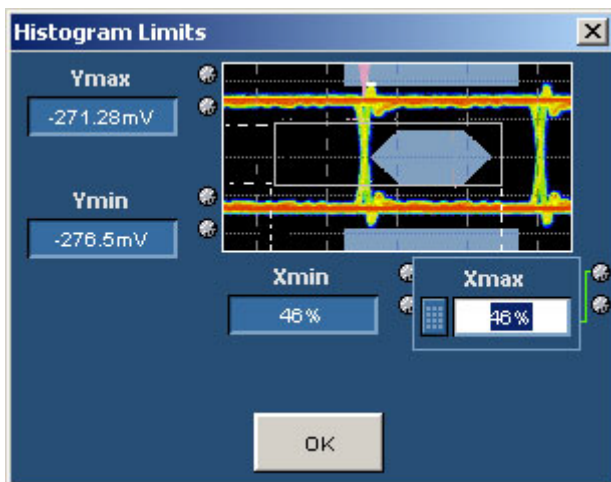 Histogram Limits
Ymax
-271.28mV
Ymin
-276.5mV
Xmin
46%
Xmax
46%
OK